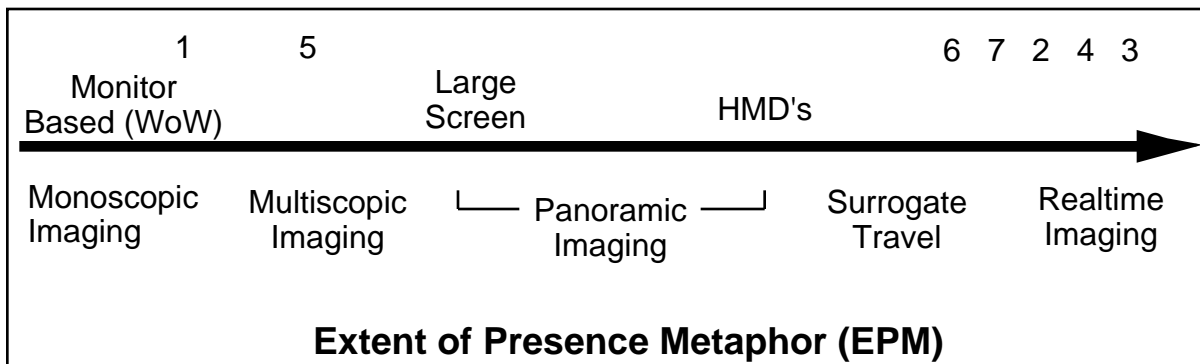 1 5 6 7 2 4 3
Monitor
Based (WoW)
Large
Screen
HMD's
Monoscopic
Imaging
Multiscopic
Imaging
Panoramic
Imaging
Surrogate
Travel
Realtime
Imaging
Extent of Presence Metaphor (EPM)